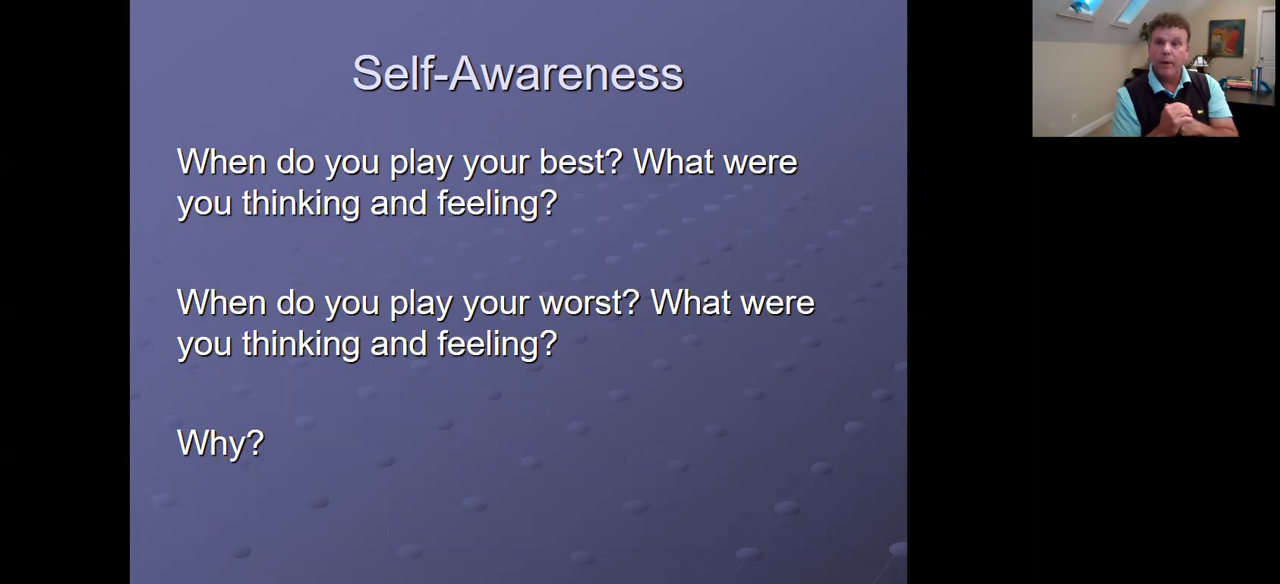 Self-Awareness
When do you play your best? What were
you thinking and feeling?
When do you play your worst? What were
you thinking and feeling?
Why?